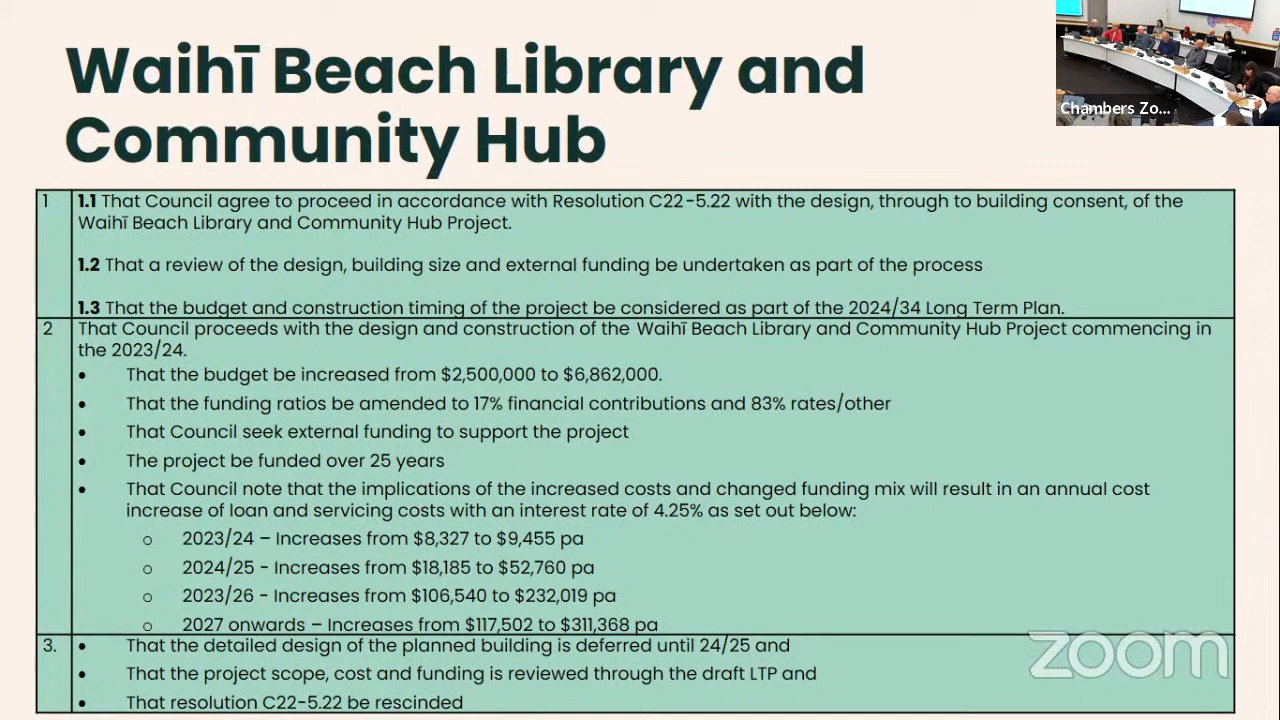 Waihī Beach Library and
Community Hub
Chambers Zo...
1
1.1 That Council agree to proceed in accordance with Resolution C22-5.22 with the design, through to building consent, of the
Waihī Beach Library and Community Hub Project.
1.2 That a review of the design, building size and external funding be undertaken as part of the process
1.3 That the budget and construction timing of the project be considered as part of the 2024/34 Long Term Plan.
2
That Council proceeds with the design and construction of the Waihī Beach Library and Community Hub Project commencing in
the 2023/24.
• That the budget be increased from $2,500,000 to $6,862,000.
• That the funding ratios be amended to 17% financial contributions and 83% rates/other
• That Council seek external funding to support the project
• The project be funded over 25 years
• That Council note that the implications of the increased costs and changed funding mix will result in an annual cost
increase of loan and servicing costs with an interest rate of 4.25% as set out below:
o 2023/24 – Increases from $8,327 to $9,455 pa
o 2024/25 - Increases from $18,185 to $52,760 pa
o 2023/26 - Increases from $106,540 to $232,019 pa
o 2027 onwards – Increases from $117,502 to $311,368 pa
3.
• That the detailed design of the planned building is deferred until 24/25 and
• That the project scope, cost and funding is reviewed through the draft LTP and
• That resolution C22-5.22 be rescinded
zoom